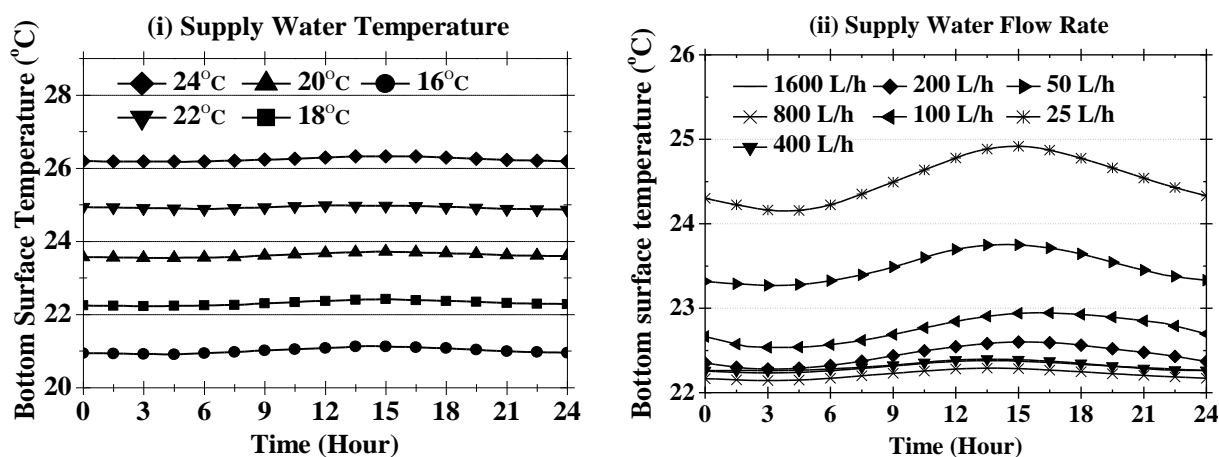 (i) Supply Water Temperature
Bottom Surface Temperature (°C)
28
26
24
22
20
24°C 20°C 16°C
22°C 18°C
0 3 6 9 12 15 18 21 24
Time (Hour)
(ii) Supply Water Flow Rate
Bottom surface temperature (°C)
26
25
24
23
22
1600 L/h 200 L/h 50 L/h
800 L/h 100 L/h 25 L/h
400 L/h
0 3 6 9 12 15 18 21 24
Time (Hour)